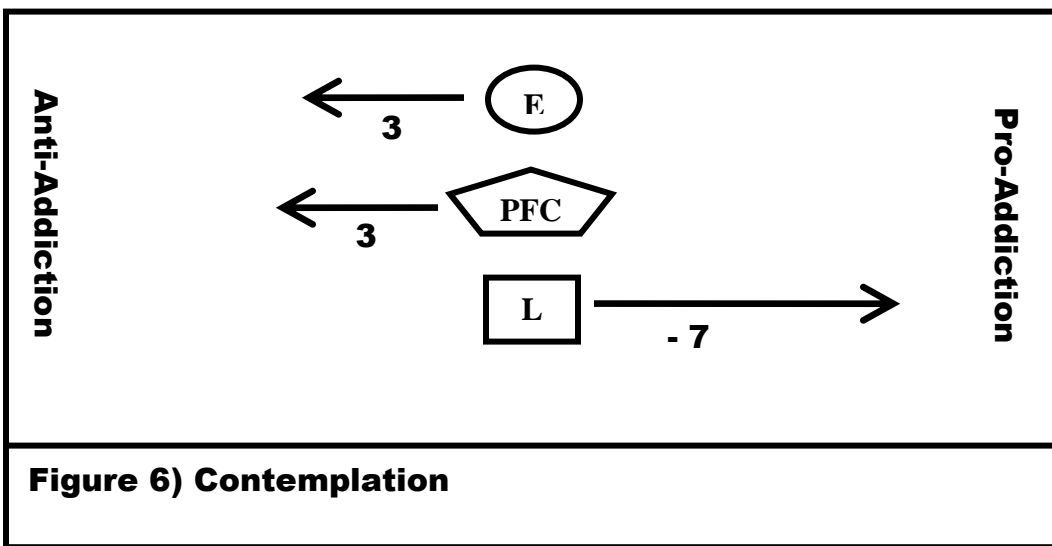 Anti-Addiction
E
3
PFC
3
L
- 7
Pro-Addiction
Figure 6) Contemplation